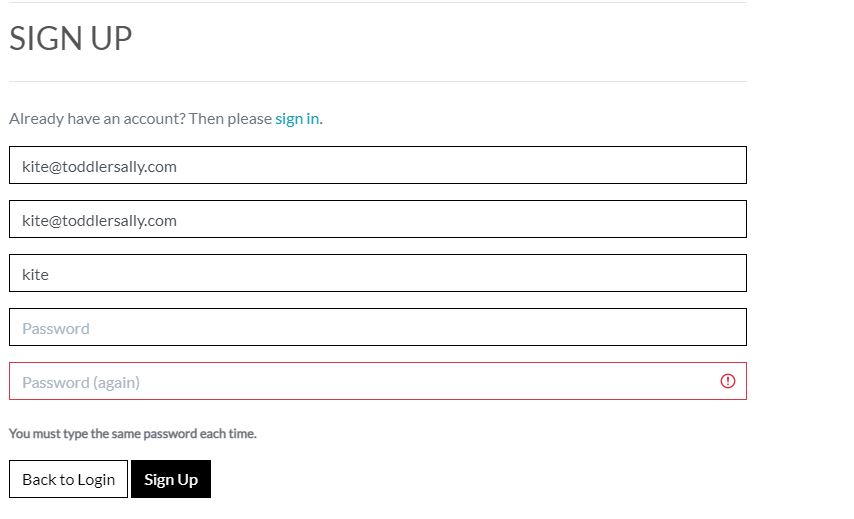 SIGN UP
Already have an account? Then please sign in.
kite@toddlersally.com
kite@toddlersally.com
kite
Password
Password (again)
You must type the same password each time.
Back to Login Sign Up